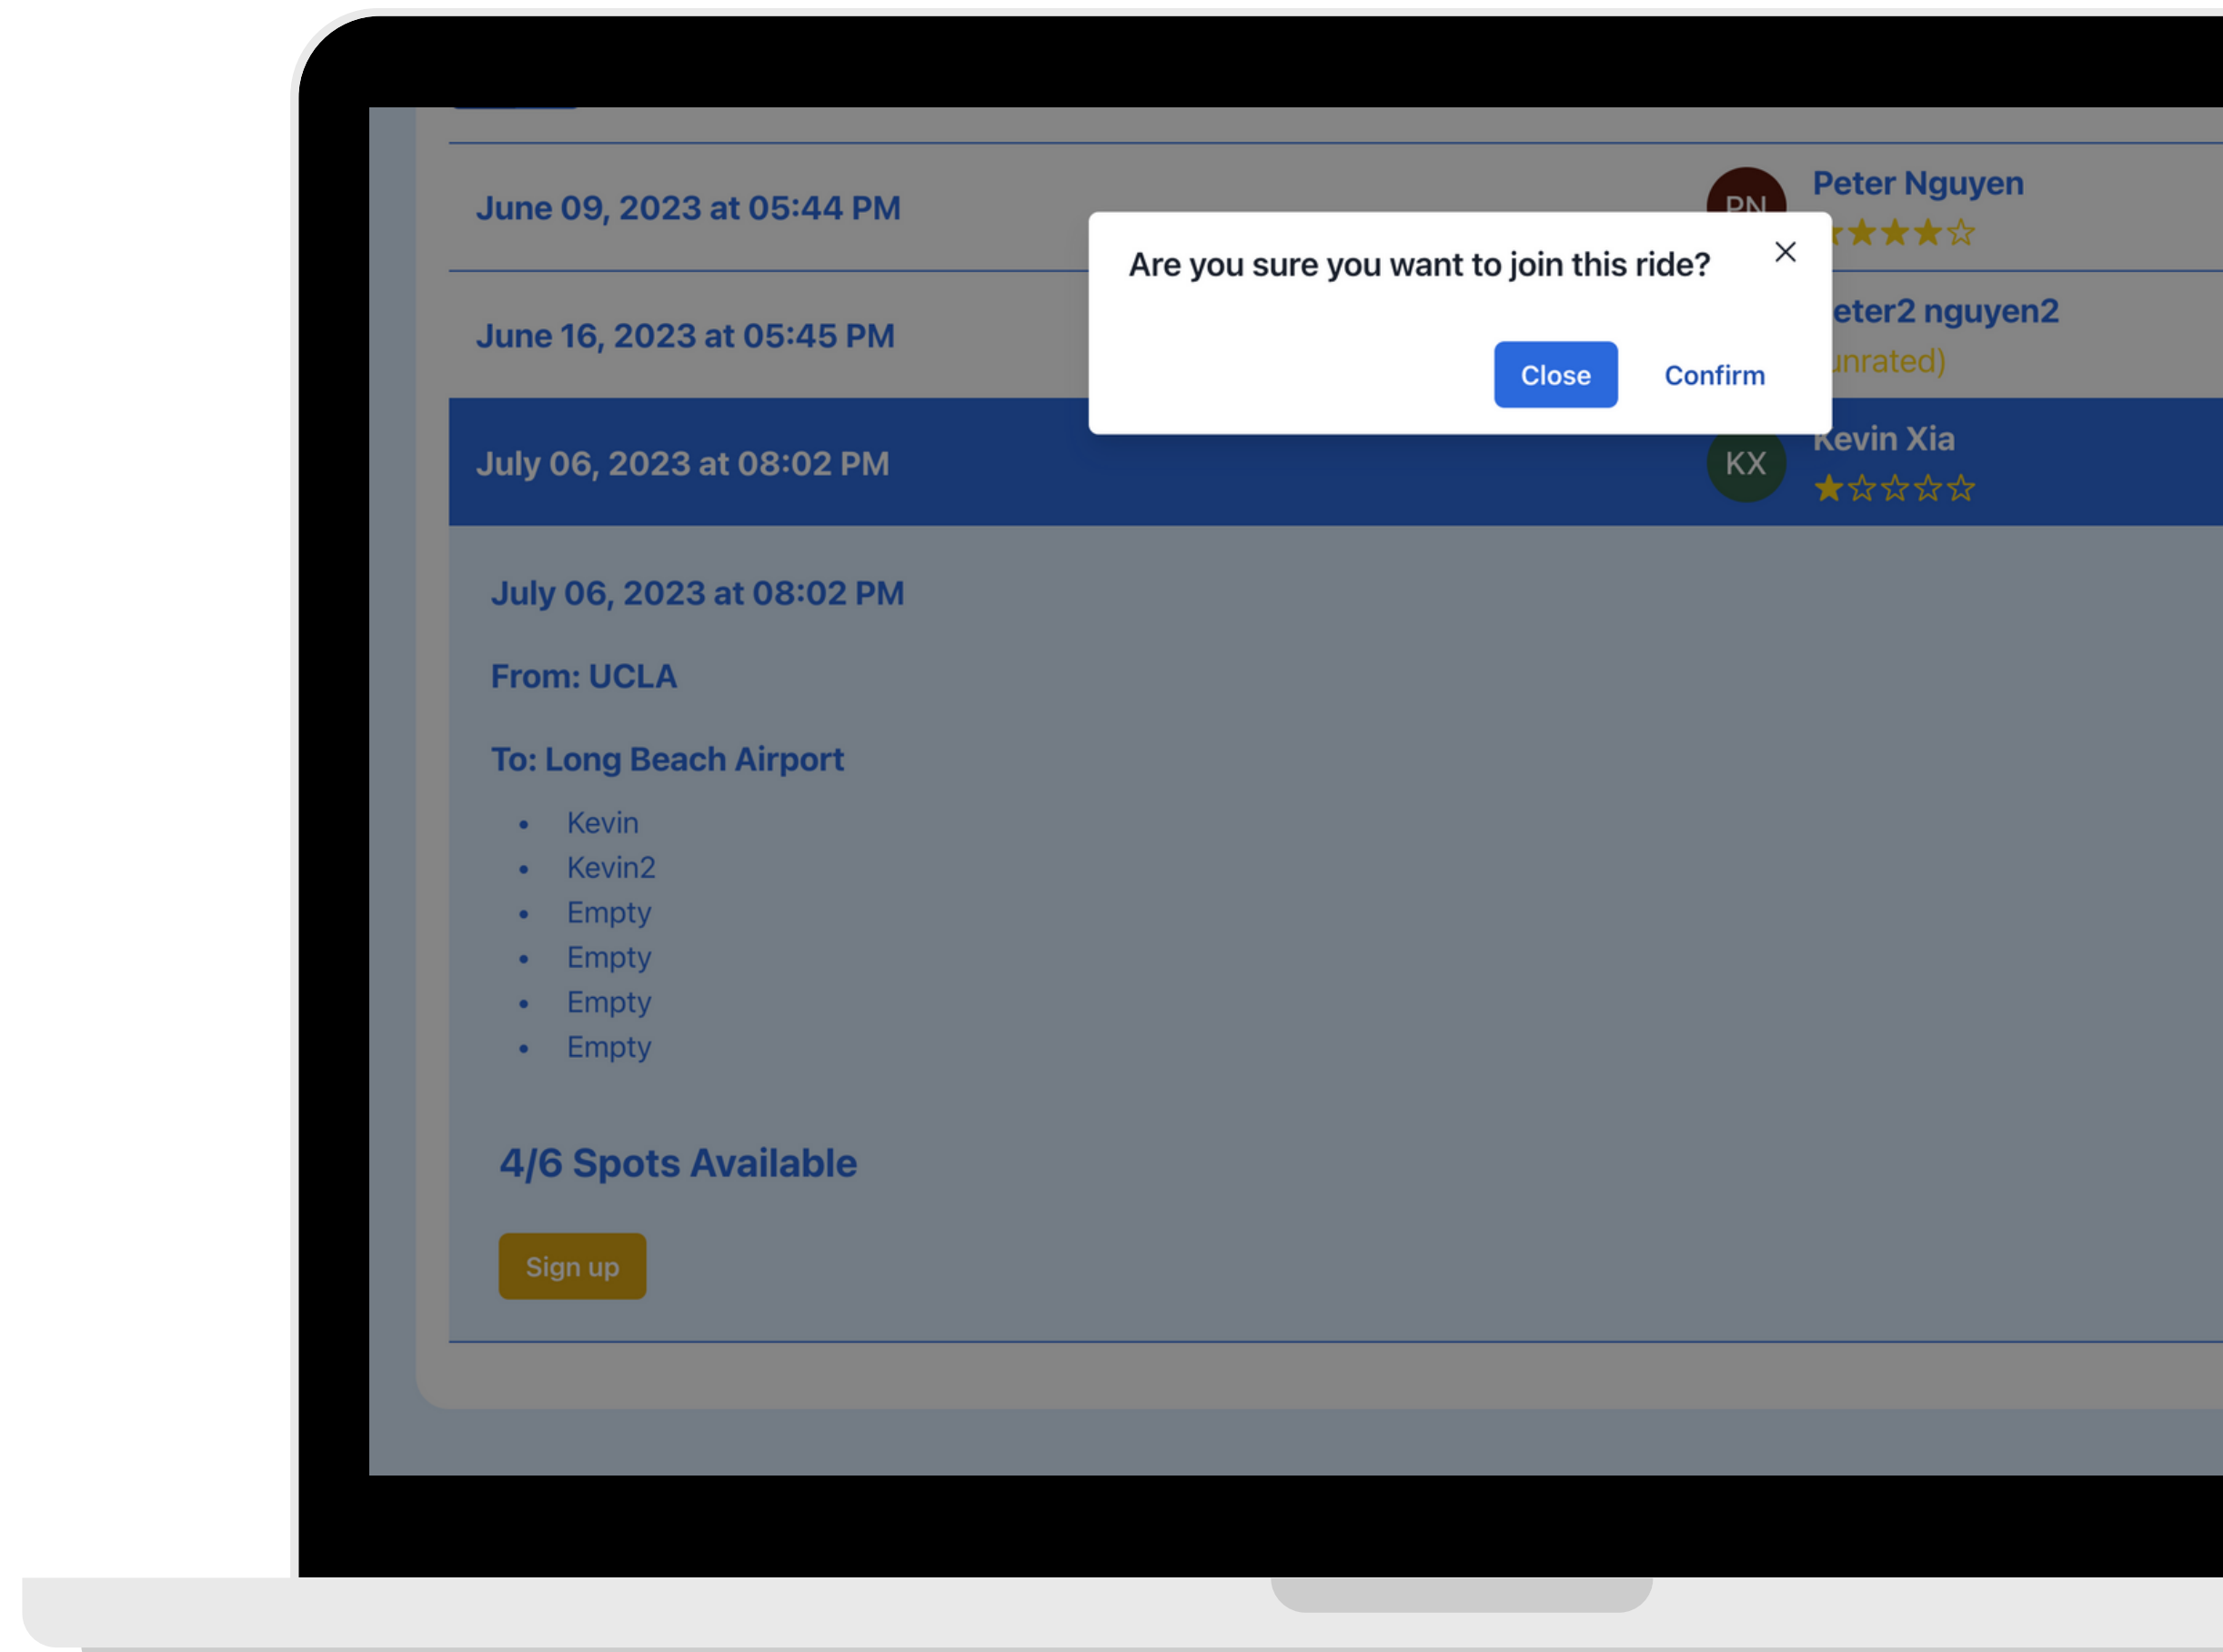 June 09, 2023 at 05:44 PM
PN
Peter Nguyen
Are you sure you want to join this ride?
June 16, 2023 at 05:45 PM
eter2 nguyen2
unrated)
Close
Confirm
July 06, 2023 at 08:02 PM
KX
Kevin Xia
July 06, 2023 at 08:02 PM
From: UCLA
To: Long Beach Airport
• Kevin
• Kevin2
• Empty
• Empty
• Empty
• Empty
4/6 Spots Available
Sign up